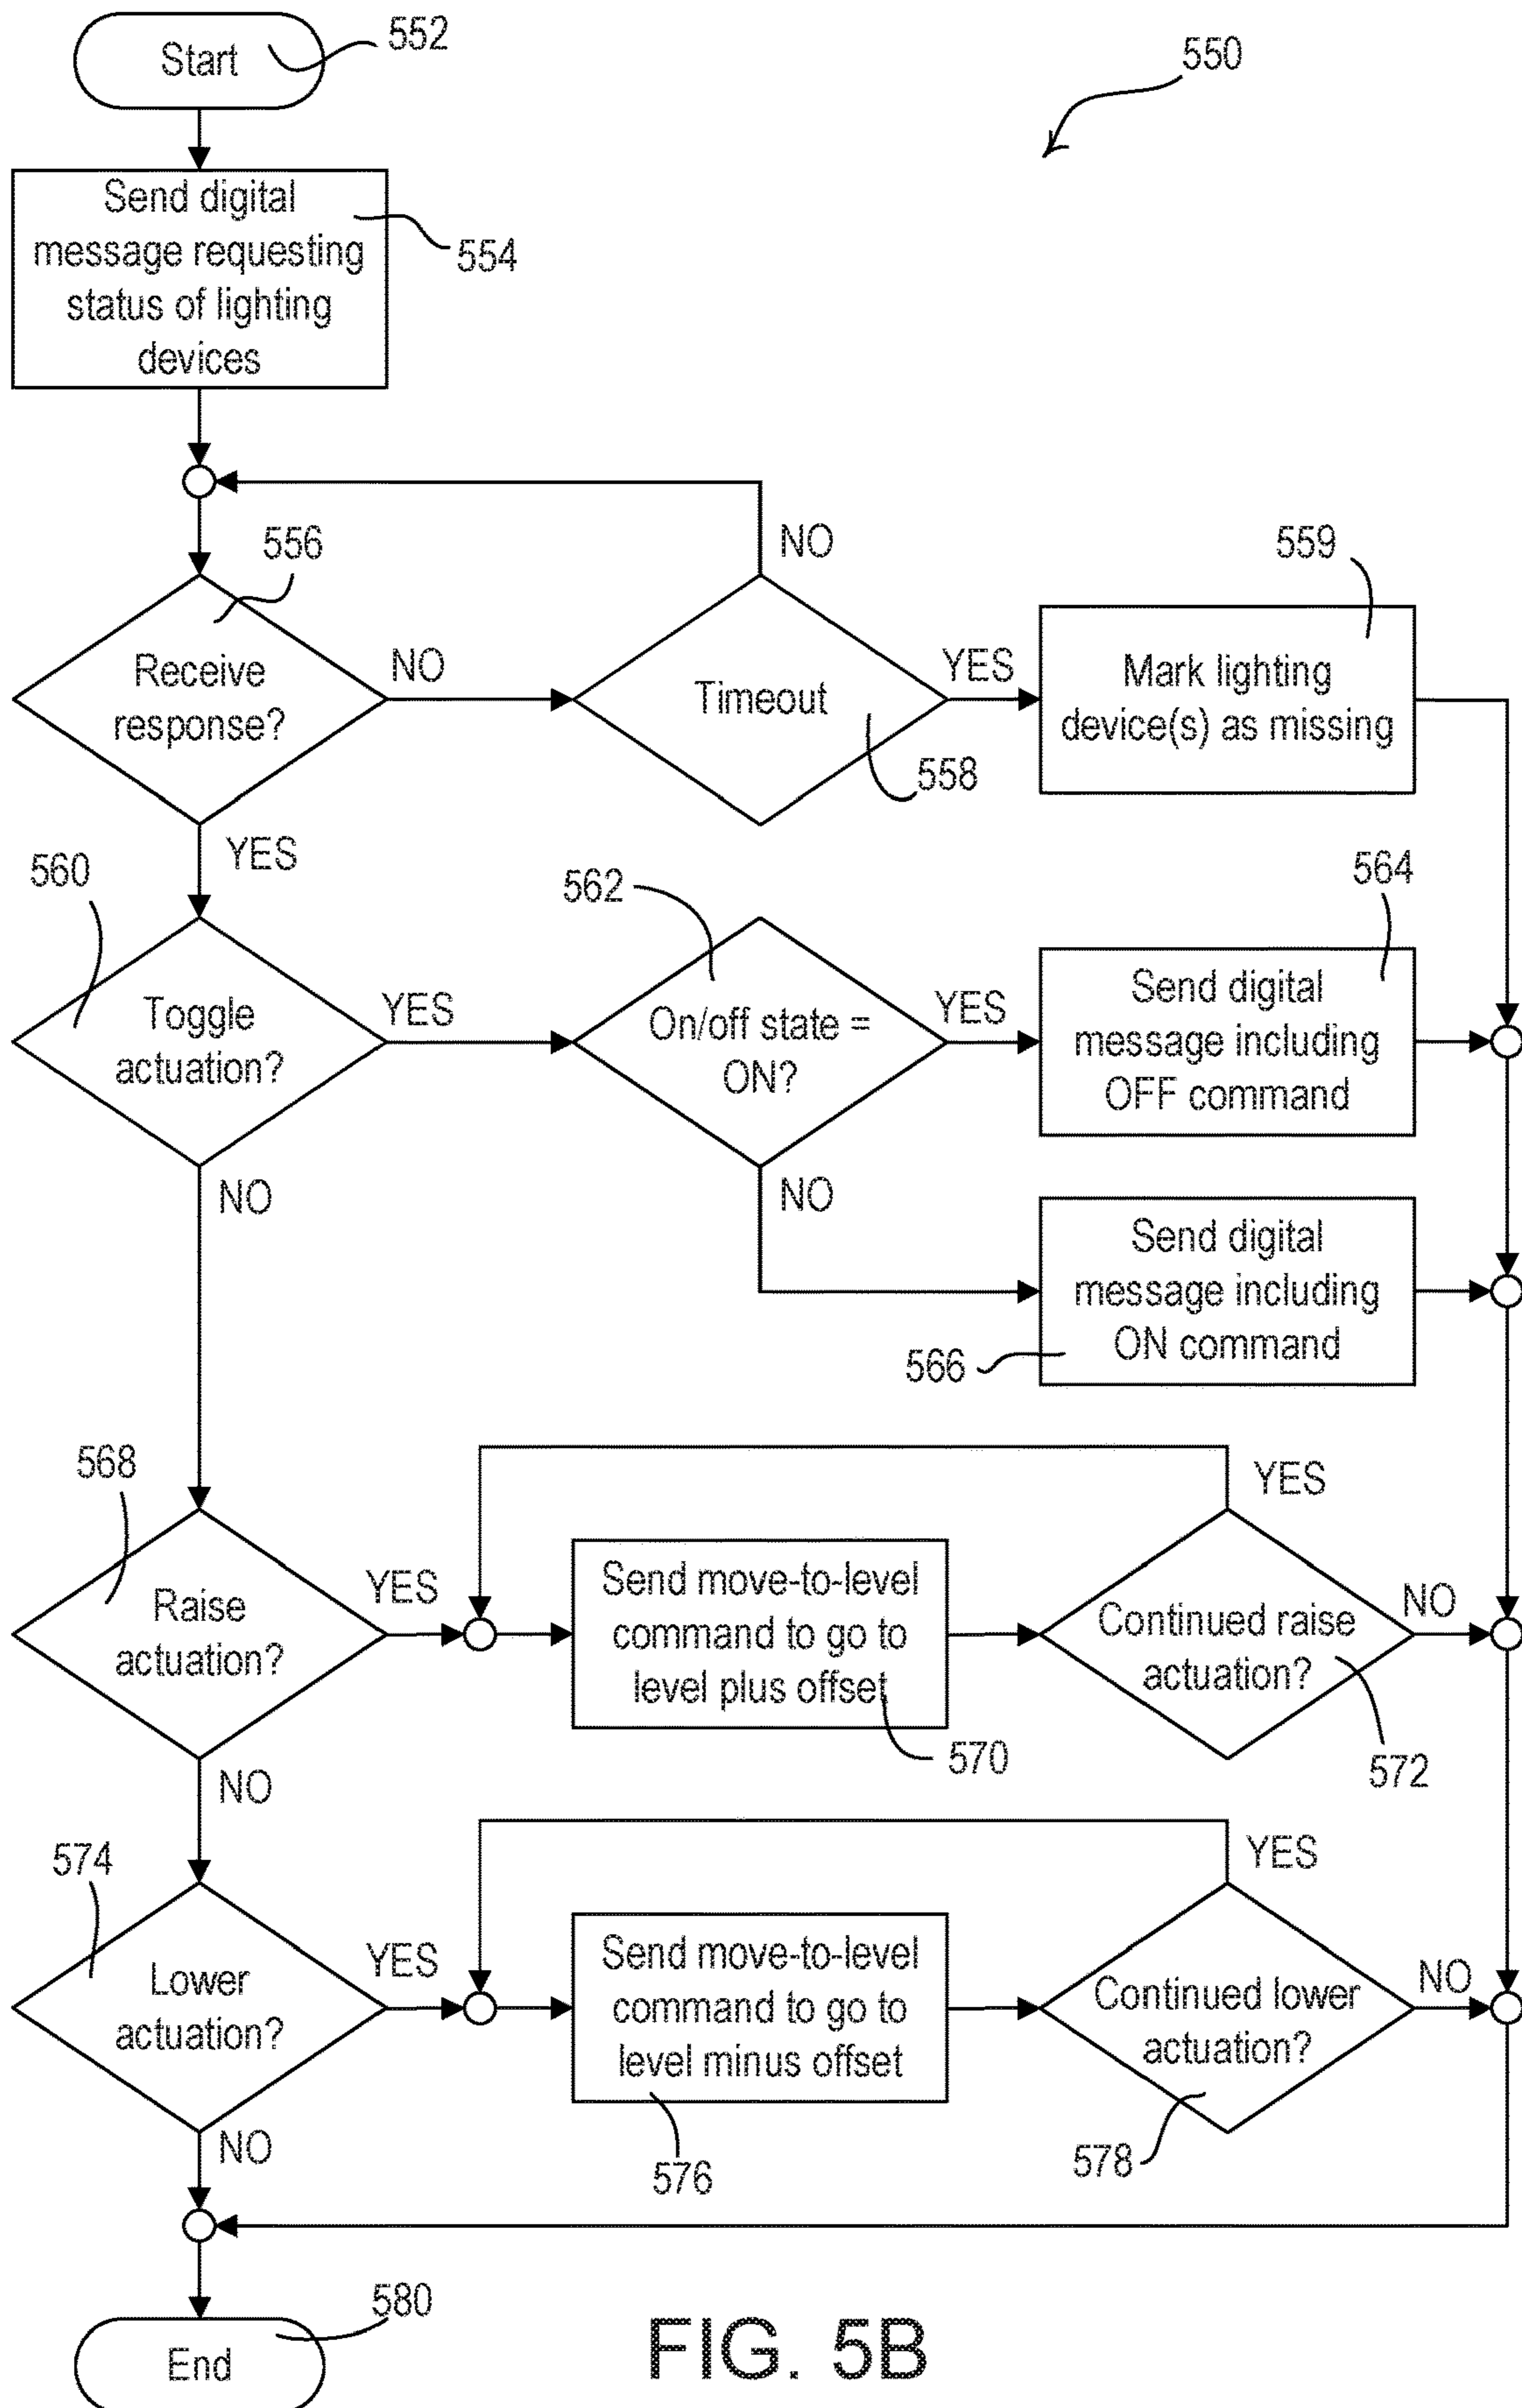 Start
552
550
Send digital
message requesting
status of lighting
devices
554
556
NO
559
Receive
response?
NO
Timeout
YES
Mark lighting
device(s) as missing
558
YES
560
562
564
Toggle
actuation?
YES
On/off state =
ON?
YES
Send digital
message including
OFF command
NO
NO
Send digital
message including
ON command
566
568
YES
Raise
actuation?
YES
Send move-to-level
command to go to
level plus offset
Continued raise
actuation?
NO
570
572
NO
574
YES
Lower
actuation?
YES
Send move-to-level
command to go to
level minus offset
Continued lower
actuation?
NO
576
578
NO
580
End
FIG. 5B